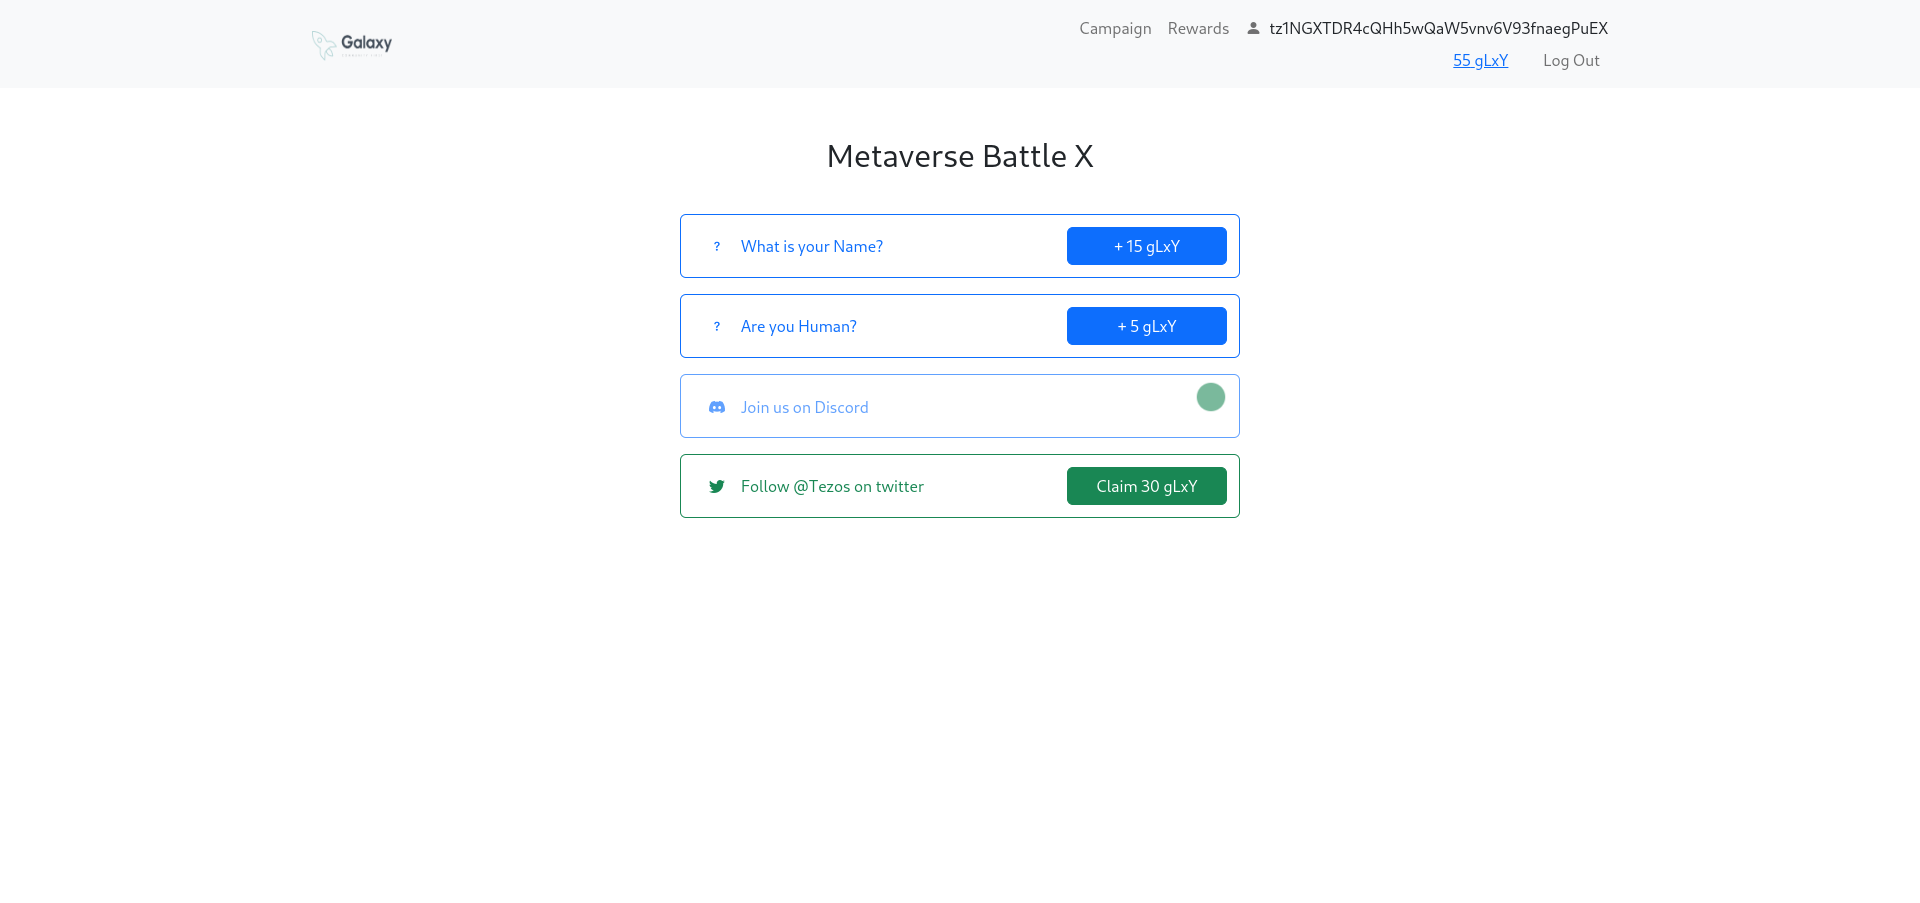 Galaxy
Campaign Rewards tz1NGXTDR4cQHh5wQaW5vnv6V93fnaegPuEX
55 gLxY Log Out
Metaverse Battle X
? What is your Name? + 15 gLxY
? Are you Human? + 5 gLxY
Join us on Discord
Follow @Tezos on twitter Claim 30 gLxY